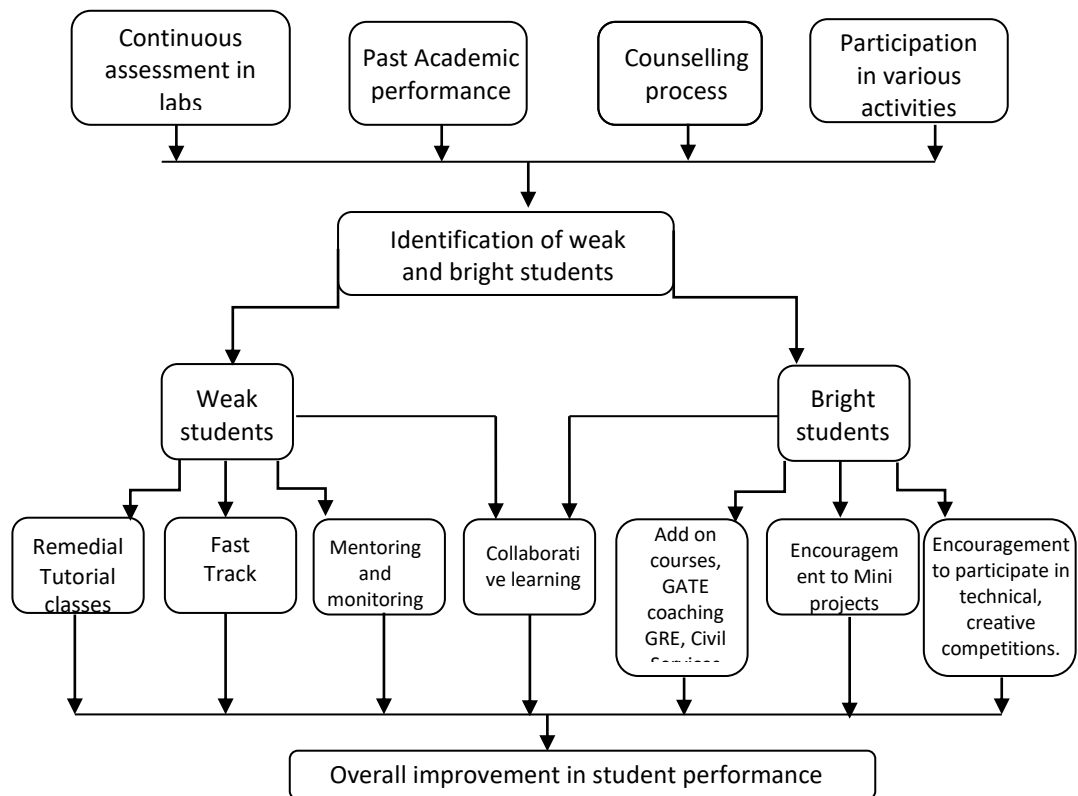 Continuous
assessment in
labs
Past Academic
performance
Counselling
process
Participation
in various
activities
Identification of weak
and bright students
Weak
students
Bright
students
Remedial
Tutorial
classes
Fast
Track
Mentoring
and
monitoring
Collaborati
ve learning
Add on
courses,
GATE
coaching
GRE, Civil
Services
Encouragem
ent to Mini
projects
Encouragement
to participate in
technical,
creative
competitions.
Overall improvement in student performance